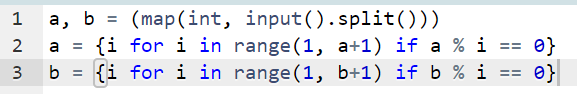 1 a, b = (map(int, input().split()))
2 a = {i for i in range(1, a+1) if a % i == 0}
3 b = {i for i in range(1, b+1) if b % i == 0}